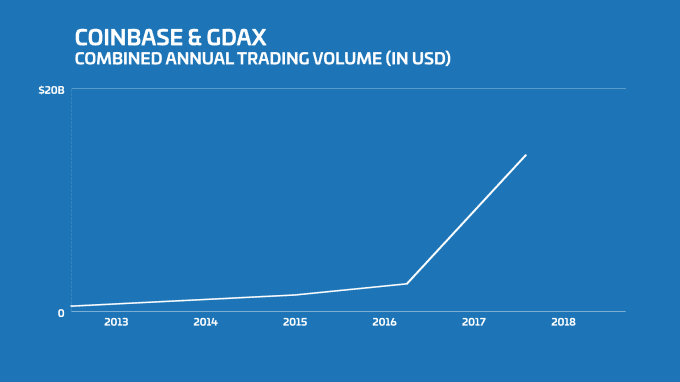 COINBASE & GDAX
COMBINED ANNUAL TRADING VOLUME (IN USD)
$20B
0
2013 2014 2015 2016 2017 2018